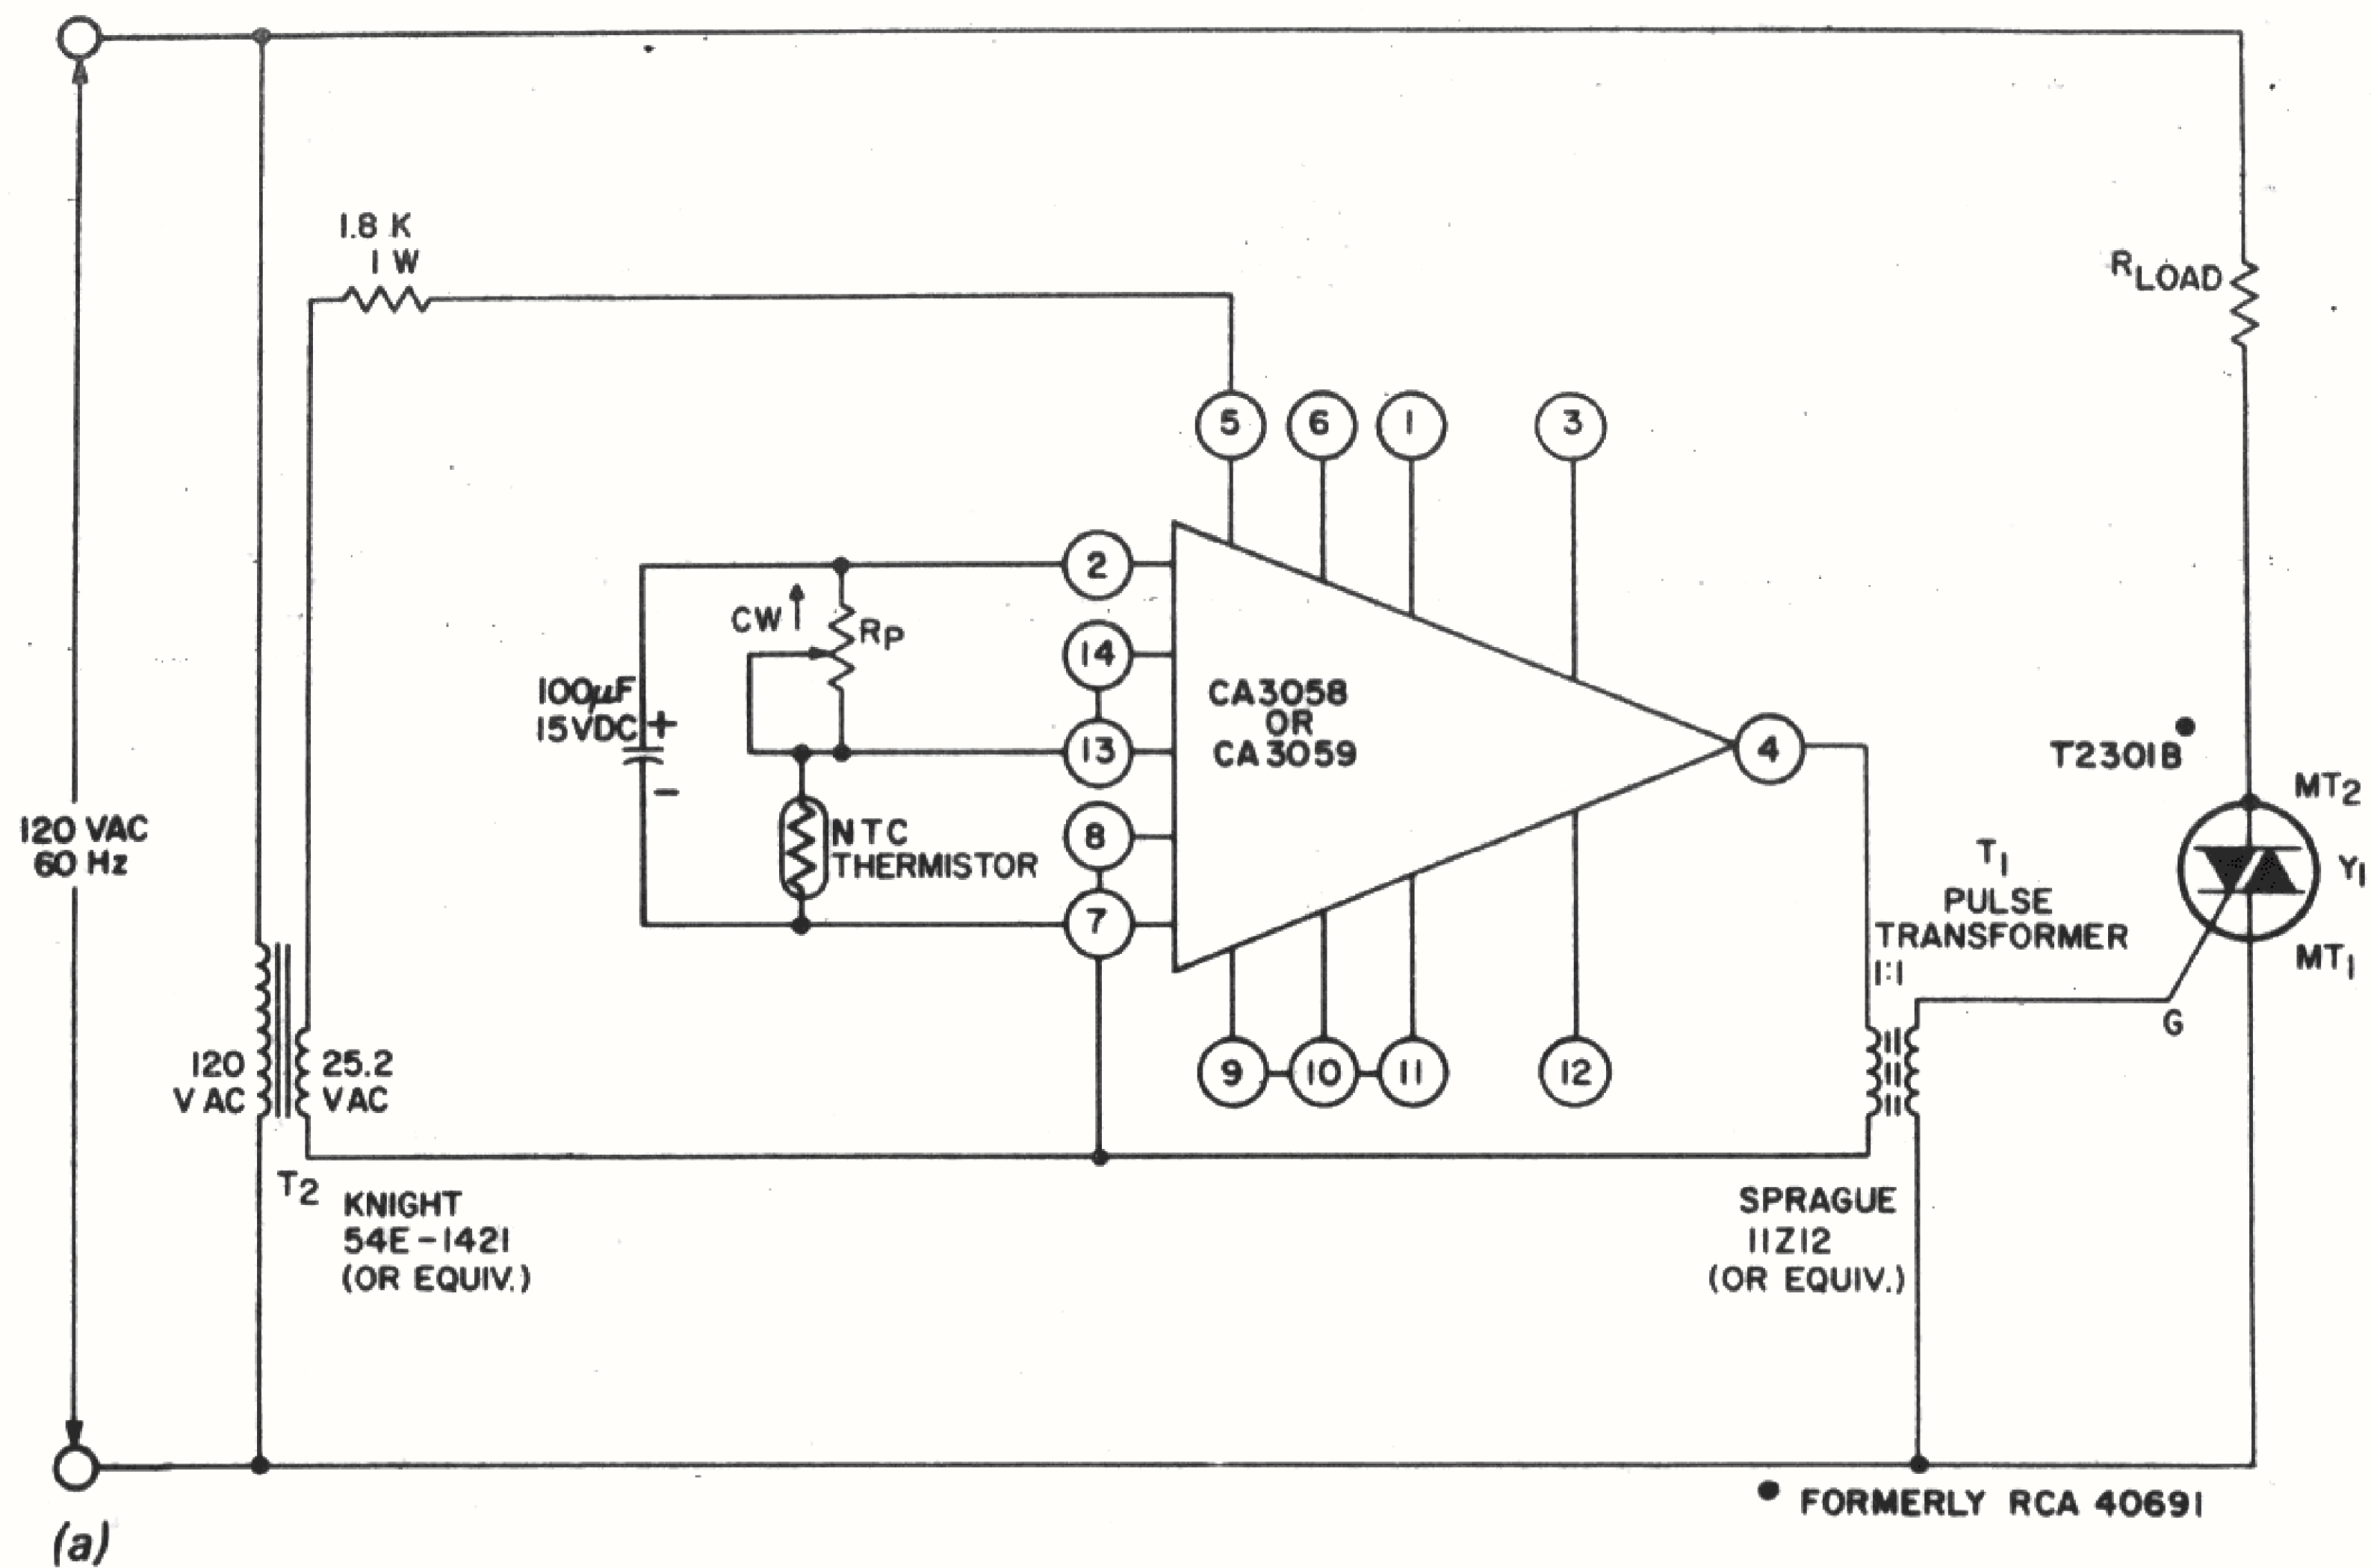 1.8 K
1 W
RLOAD
5
6
1
3
2
CW
RP
14
100µF
15VDC
+
-
13
CA3058
OR
CA3059
4
T2301B
MT2
120 VAC
60 Hz
NTC
THERMISTOR
8
7
T1
PULSE
TRANSFORMER
1:1
Y1
MT1
G
120
VAC
25.2
VAC
9
10
11
12
T2
KNIGHT
54E-1421
(OR EQUIV.)
SPRAGUE
11Z12
(OR EQUIV.)
• FORMERLY RCA 40691
(a)